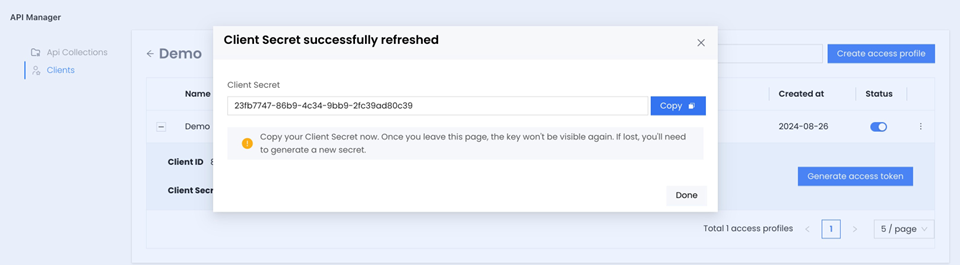 API Manager
Client Secret successfully refreshed
Api Collections
Demo
Create access profile
Clients
Client Secret
Name
Created at
Status
23fb7747-86b9-4c34-9bb9-2fc39ad80c39
Copy
Demo
2024-08-26
Copy your Client Secret now. Once you leave this page, the key won't be visible again. If lost, you'll need
to generate a new secret.
Client ID
Generate access token
Client Secr
Done
Total 1 access profiles
1
5 / page